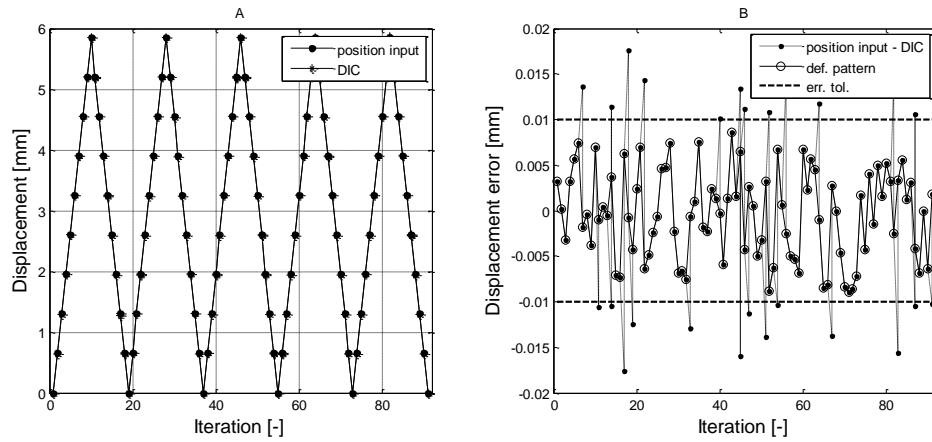 A
Displacement [mm]
6
5
4
3
2
1
0
0
20
40
60
80
Iteration [-]
position input
DIC
B
Displacement error [mm]
0.02
0.015
0.01
0.005
0
-0.005
-0.01
-0.015
-0.02
0
20
40
60
80
Iteration [-]
position input - DIC
def. pattern
err. tol.